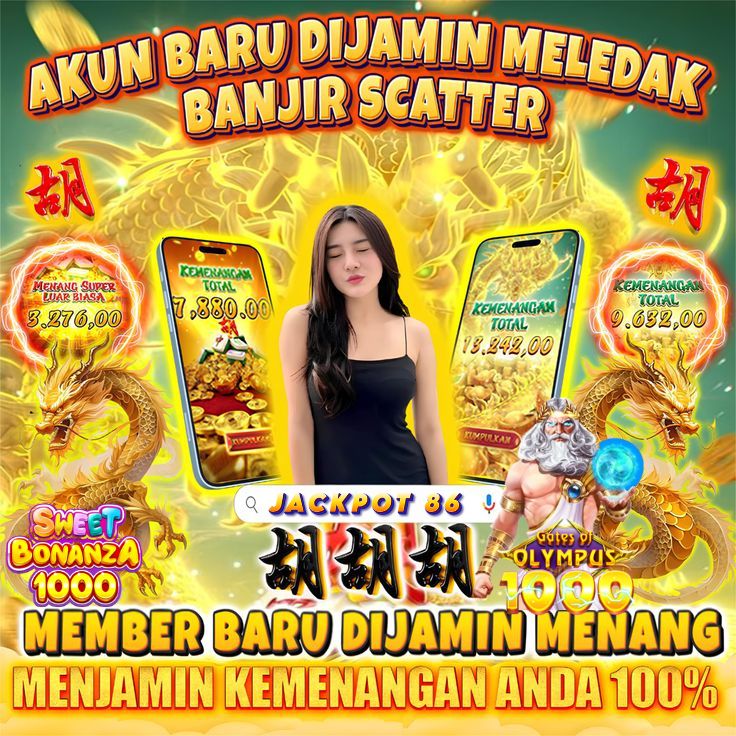 AKUN BARU DIJAMIN MELEDAK
BANJIR SCATTER
胡
胡
MENANG SUPER
LUAR BIASA
3.276,00
KEMENANGAN
TOTAL
7,880.00
KUMPULKAN
KEMENANGAN
TOTAL
13.242,00
KUMPULKAN
KEMENANGAN
TOTAL
9.632,00
JACKPOT 86
胡胡胡
SWEET
BONANZA
1000
Gates of
OLYMPUS
1000
MEMBER BARU DIJAMIN MENANG
MENJAMIN KEMENANGAN ANDA 100%